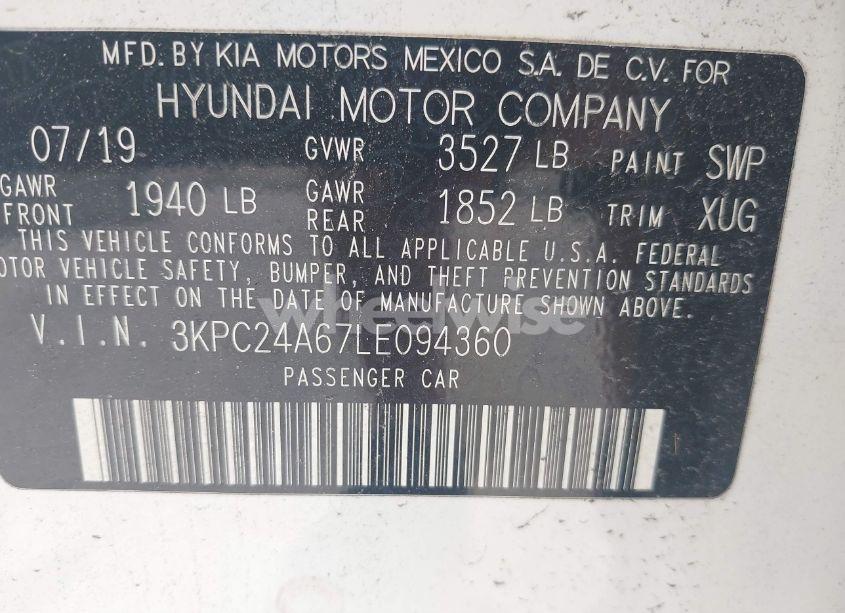 MFD. BY KIA MOTORS MEXICO S.A. DE C.V. FOR
HYUNDAI MOTOR COMPANY
07/19 GVWR 3527 LB PAINT SWP
GAWR FRONT 1940 LB GAWR REAR 1852 LB TRIM XUG
THIS VEHICLE CONFORMS TO ALL APPLICABLE U.S.A. FEDERAL
OTOR VEHICLE SAFETY, BUMPER, AND THEFT PREVENTION STANDARDS
IN EFFECT ON THE DATE OF MANUFACTURE SHOWN ABOVE.
wheelwise
V.I.N. 3KPC24A67LE094360
PASSENGER CAR